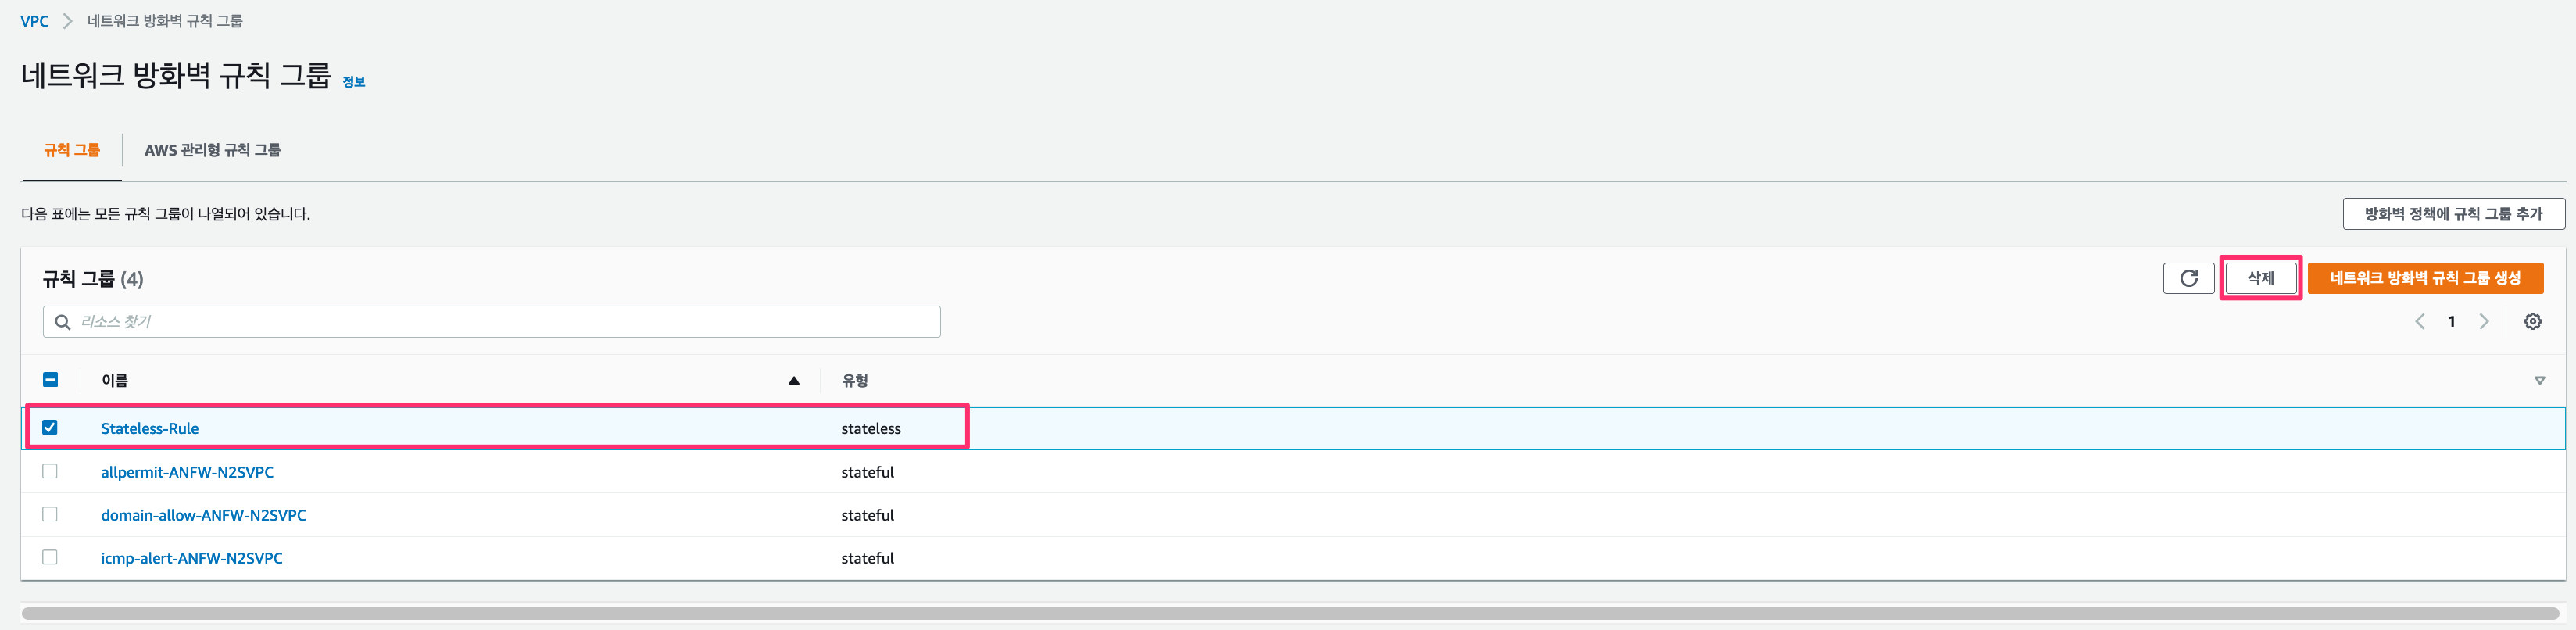 VPC 네트워크 방화벽 규칙 그룹
네트워크 방화벽 규칙 그룹 정보
규칙 그룹 AWS 관리형 규칙 그룹
다음 표에는 모든 규칙 그룹이 나열되어 있습니다. 방화벽 정책에 규칙 그룹 추가
규칙 그룹 (4) 삭제 네트워크 방화벽 규칙 그룹 생성
리소스 찾기 1
이름 유형
Stateless-Rule stateless
allpermit-ANFW-N2SVPC stateful
domain-allow-ANFW-N2SVPC stateful
icmp-alert-ANFW-N2SVPC stateful